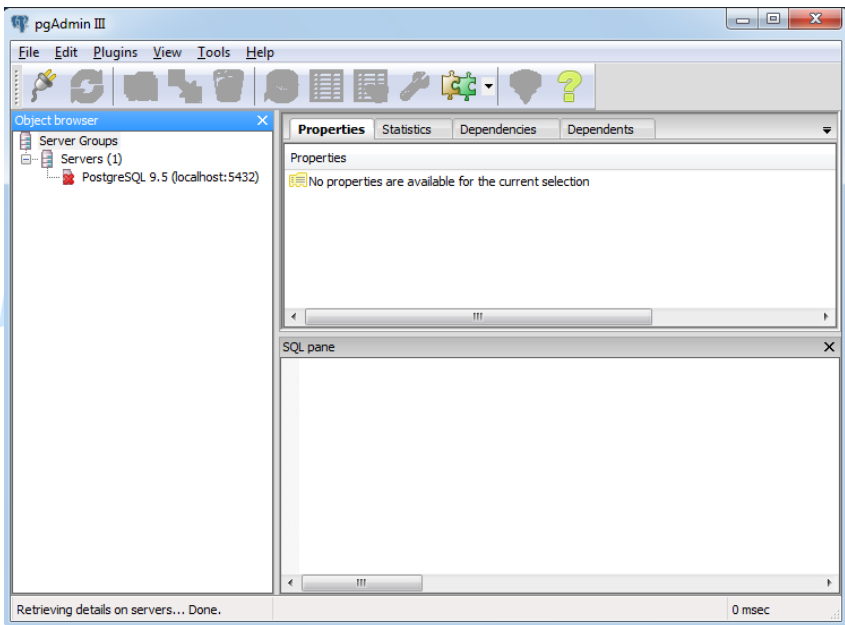 pgAdmin III
File Edit Plugins View Tools Help
Object browser
Server Groups
Servers (1)
PostgreSQL 9.5 (localhost:5432)
Properties Statistics Dependencies Dependents
Properties
No properties are available for the current selection
SQL pane
Retrieving details on servers... Done.
0 msec